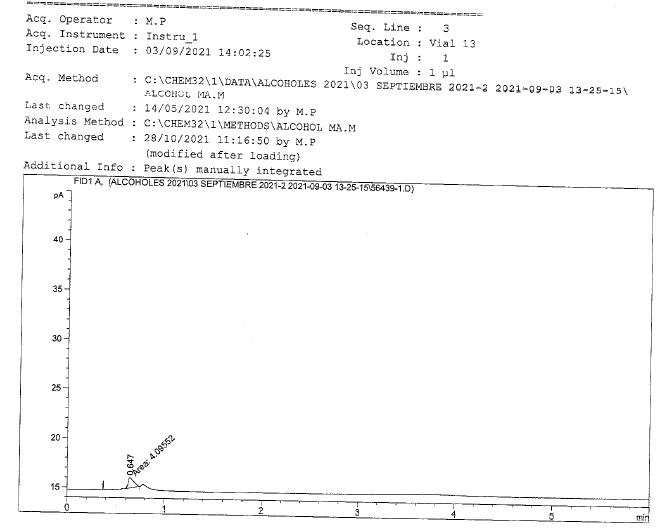 Acq. Operator : M.P Seq. Line : 3
Acq. Instrument : Instru_1 Location : Vial 13
Injection Date : 03/09/2021 14:02:25 Inj : 1
Inj Volume : 1 µl
Acq. Method : C:\CHEM32\1\DATA\ALCOHOLES 2021\03 SEPTIEMBRE 2021-2 2021-09-03 13-25-15\
ALCOHOL MA.M
Last changed : 14/05/2021 12:30:04 by M.P
Analysis Method : C:\CHEM32\1\METHODS\ALCOHOL MA.M
Last changed : 28/10/2021 11:16:50 by M.P
(modified after loading)
Additional Info : Peak(s) manually integrated
FID1 A, (ALCOHOLES 2021\03 SEPTIEMBRE 2021-2 2021-09-03 13-25-15\56439-1.D)
pA
40
35
30
25
20
15
0.647
Area: 4.09552
0 1 2 3 4 5 min